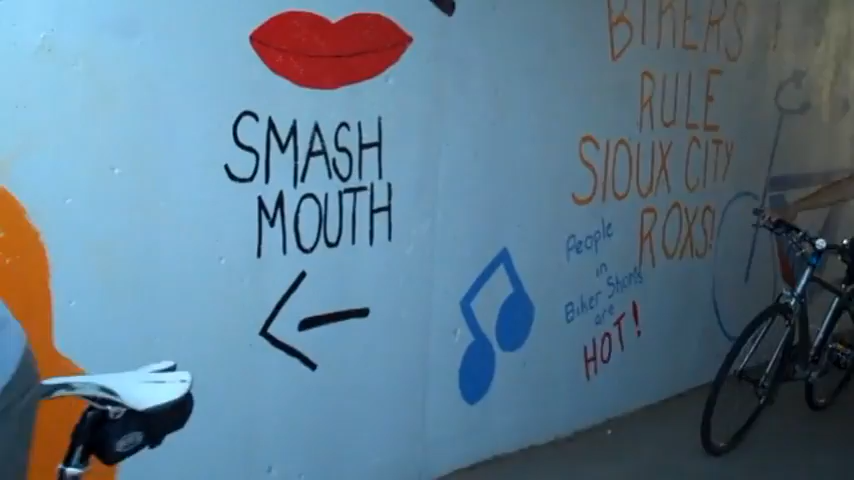 SMASH
MOUTH
BIKERS
RULE
SIOUX CITY
ROXS!
People
in
Biker Shorts
are
HOT!